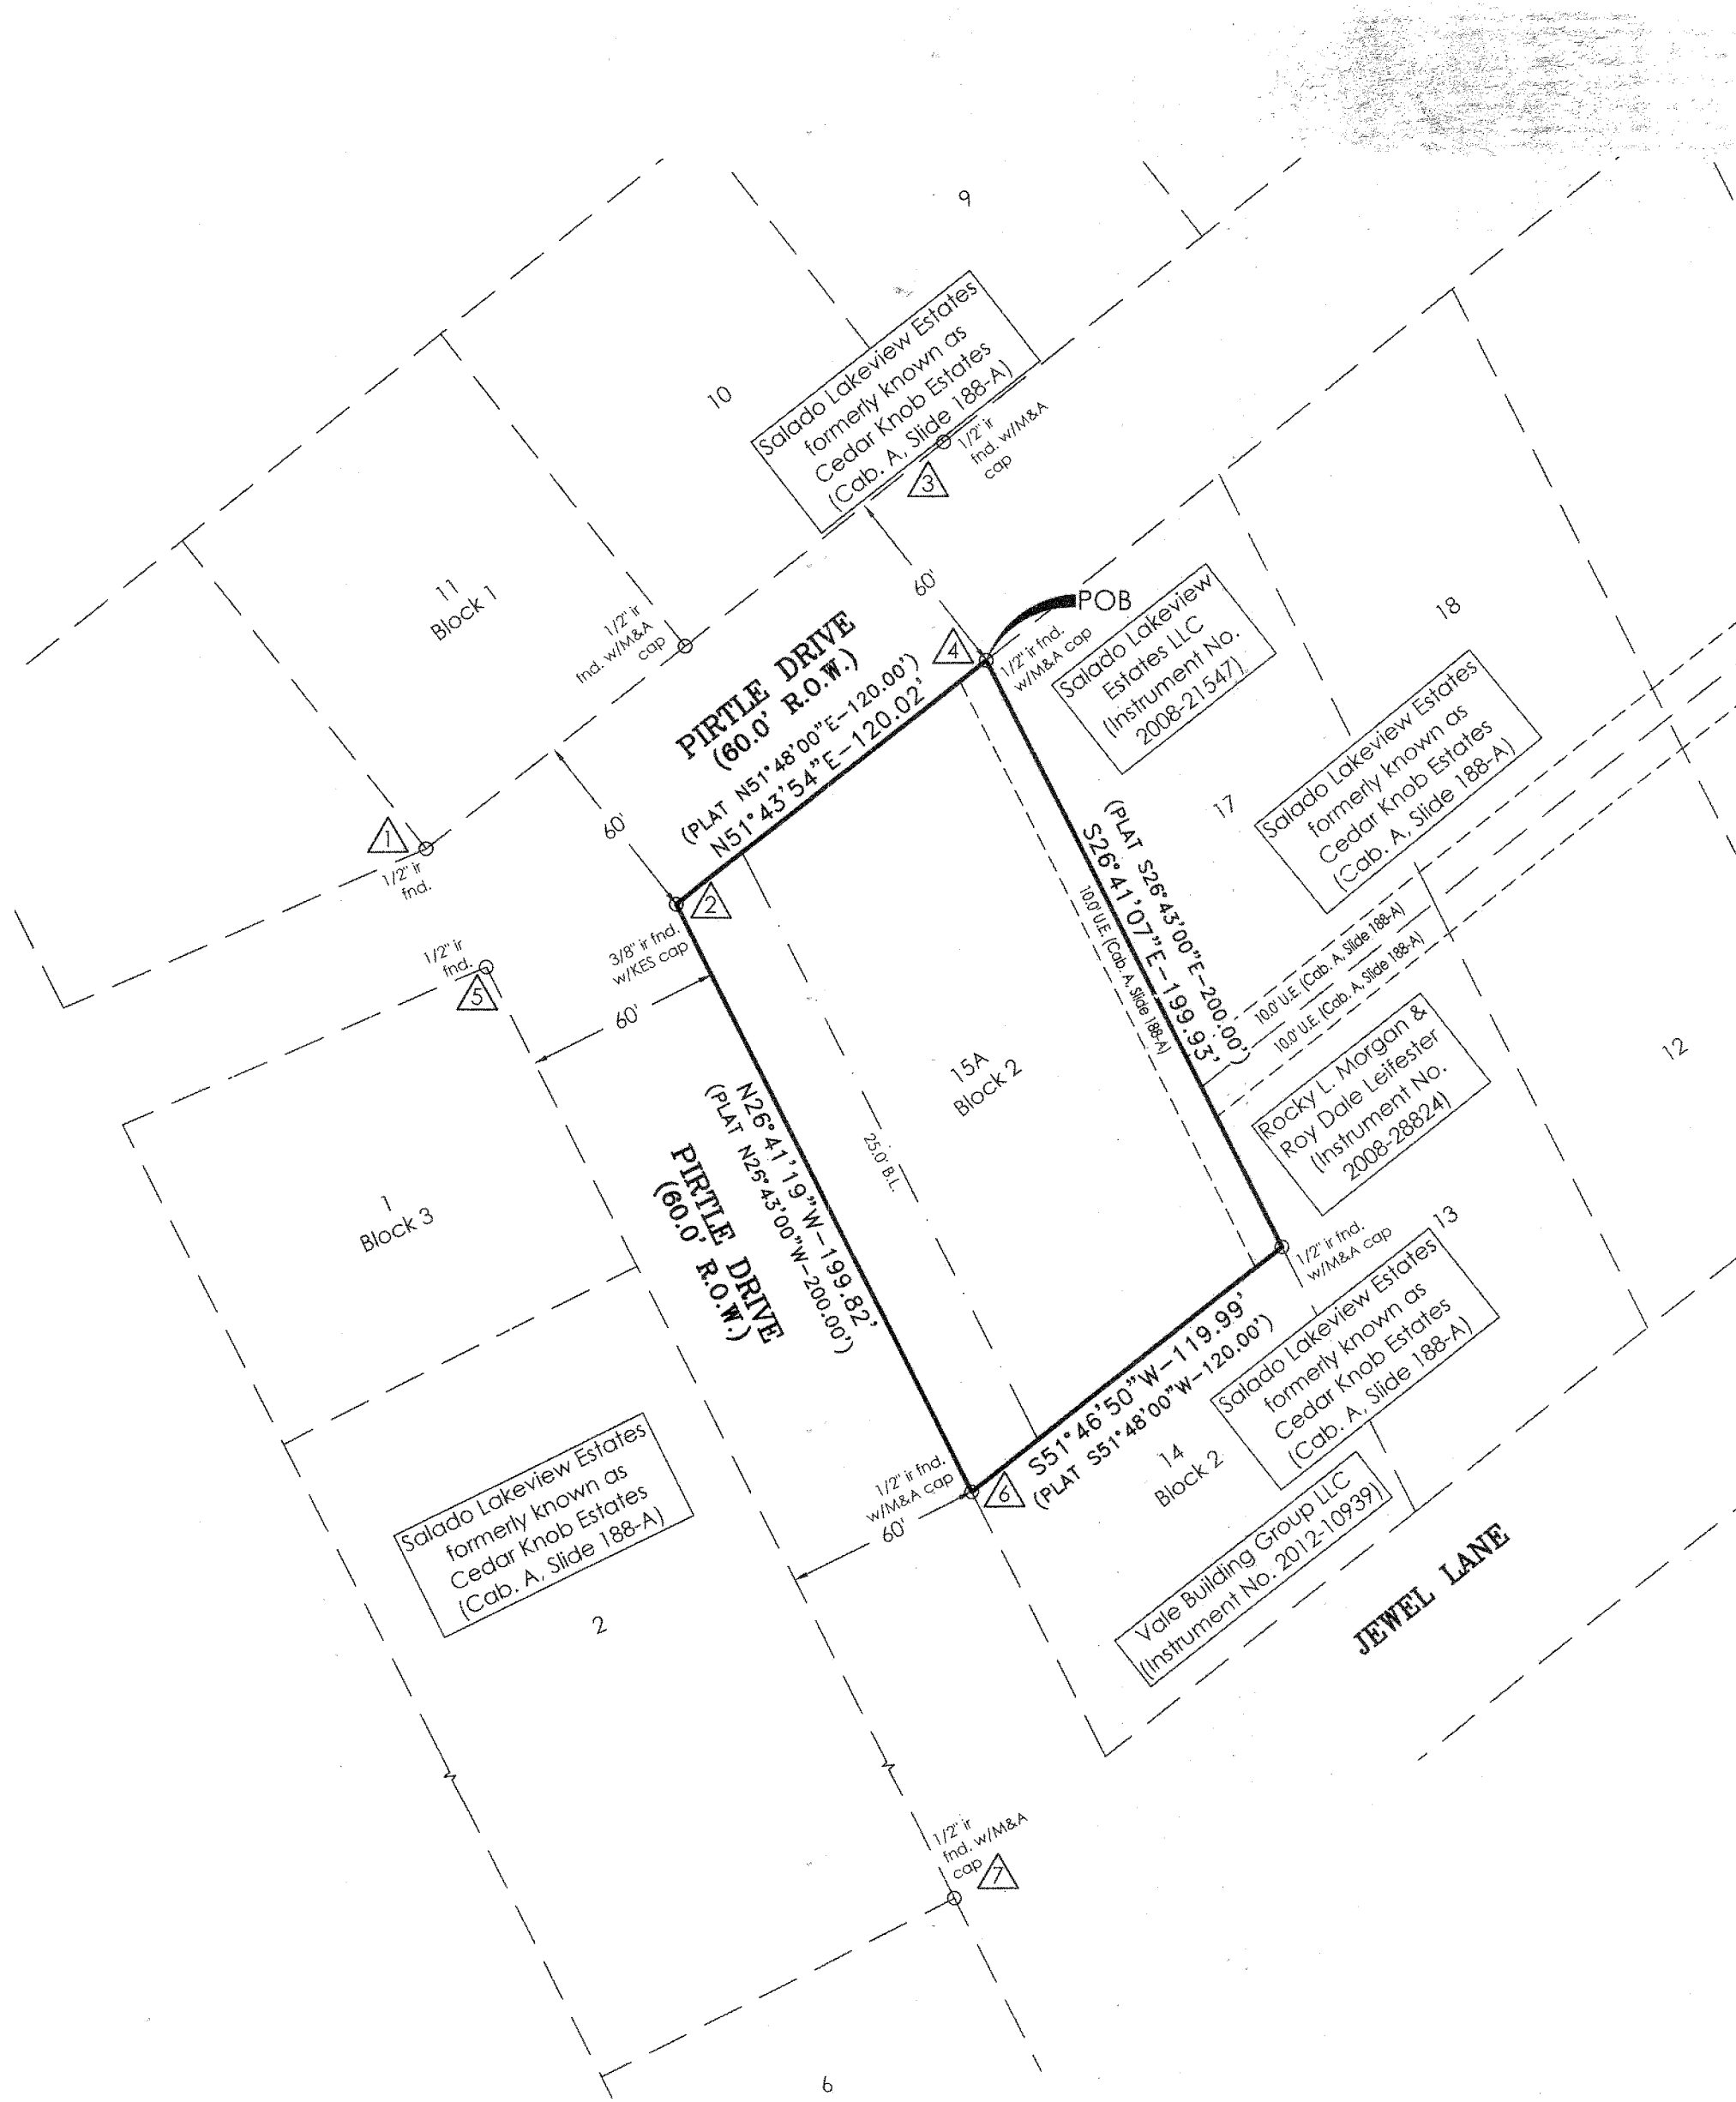 9
Salado Lakeview Estates
formerly known as
Cedar Knob Estates
(Cab. A, Slide 188-A)
10
1/2" ir
fnd. w/M&A
cap
3
11
Block 1
1/2" ir
fnd. w/M&A
cap
60'
POB
4
1/2" ir fnd.
w/M&A cap
Salado Lakeview
Estates LLC
(Instrument No.
2008-21547)
18
PIRTLE DRIVE
(60.0' R.O.W.)
(PLAT N51°48'00"E-120.00')
N51°43'54"E-120.02'
17
Salado Lakeview Estates
formerly known as
Cedar Knob Estates
(Cab. A, Slide 188-A)
1
1/2" ir
fnd.
60'
2
3/8" ir fnd.
w/KES cap
1/2" ir
fnd.
5
60'
(PLAT S26°43'00"E-200.00')
S26°41'07"E-199.93'
10.0' U.E. (Cab. A, Slide 188-A)
10.0' U.E. (Cab. A, Slide 188-A)
10.0' U.E. (Cab. A, Slide 188-A)
15A
Block 2
25.0' B.L.
Rocky L. Morgan &
Roy Dale Leifester
(Instrument No.
2008-28824)
12
N26°41'19"W-199.82'
(PLAT N26°43'00"W-200.00')
PIRTLE DRIVE
(60.0' R.O.W.)
1
Block 3
1/2" ir fnd.
w/M&A cap
13
Salado Lakeview Estates
formerly known as
Cedar Knob Estates
(Cab. A, Slide 188-A)
S51°46'50"W-119.99'
(PLAT S51°48'00"W-120.00')
14
Block 2
1/2" ir fnd.
w/M&A cap
6
60'
Salado Lakeview Estates
formerly known as
Cedar Knob Estates
(Cab. A, Slide 188-A)
2
Vale Building Group LLC
(Instrument No. 2012-10939)
JEWEL LANE
1/2" ir
fnd. w/M&A
cap
7
6